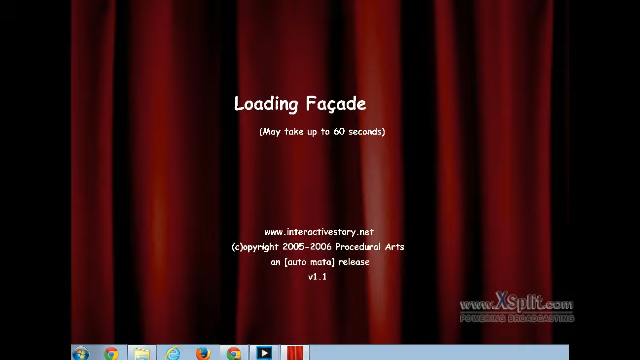 Loading Façade
(May take up to 60 seconds)
www.interactivestory.net
(c)opyright 2005-2006 Procedural Arts
an [auto mata] release
v1.1
www.XSplit.com
POWERING BROADCASTING